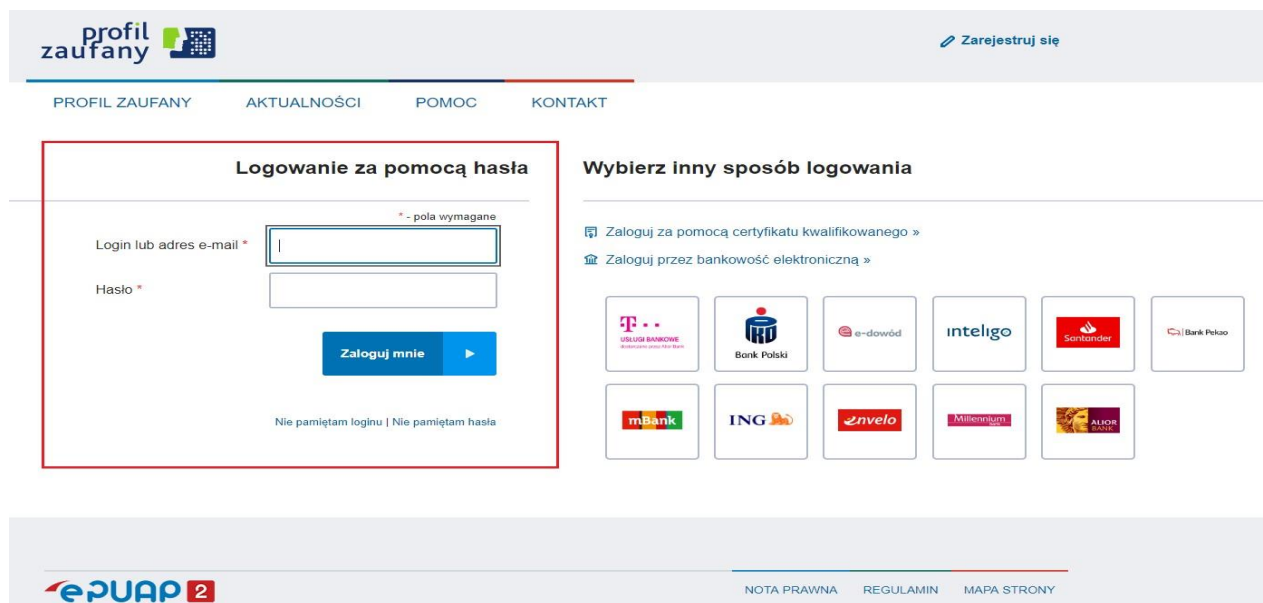 profil
zaufany
Zarejestruj się
PROFIL ZAUFANY AKTUALNOŚCI POMOC KONTAKT
Logowanie za pomocą hasła
* - pola wymagane
Login lub adres e-mail *
Hasło *
Zaloguj mnie
Nie pamiętam loginu | Nie pamiętam hasła
Wybierz inny sposób logowania
Zaloguj za pomocą certyfikatu kwalifikowanego »
Zaloguj przez bankowość elektroniczną »
T . .
USŁUGI BANKOWE
Bank Polski
e-dowód
inteligo
Santander
Bank Pekao
mBank
ING
envelo
Millennium
bank
ALIOR
BANK
ePUAP 2
NOTA PRAWNA REGULAMIN MAPA STRONY